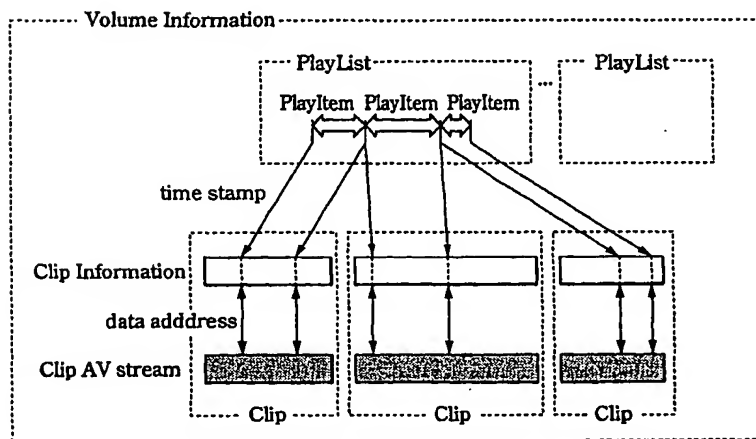 Volume Information
PlayList
PlayList
PlayItem PlayItem PlayItem
...
time stamp
Clip Information
data adddress
Clip AV stream
Clip
Clip
Clip